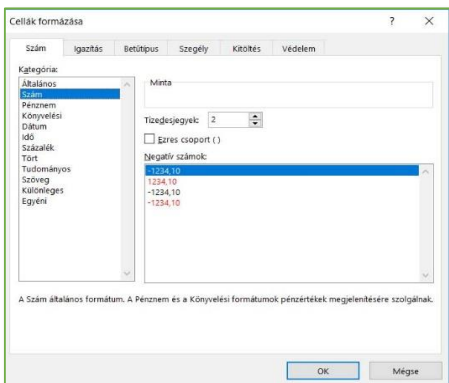 Cellák formázása ? ✕
Szám Igazítás Betűtípus Szegély Kitöltés Védelem
Kategória:
Általános
Szám
Pénznem
Könyvelési
Dátum
Idő
Százalék
Tört
Tudományos
Szöveg
Különleges
Egyéni
Minta
Tizedesjegyek: 2
Ezres csoport ( )
Negatív számok:
-1234,10
1234,10
-1234,10
-1234,10
A Szám általános formátum. A Pénznem és a Könyvelési formátumok pénzértékek megjelenítésére szolgálnak.
OK Mégse